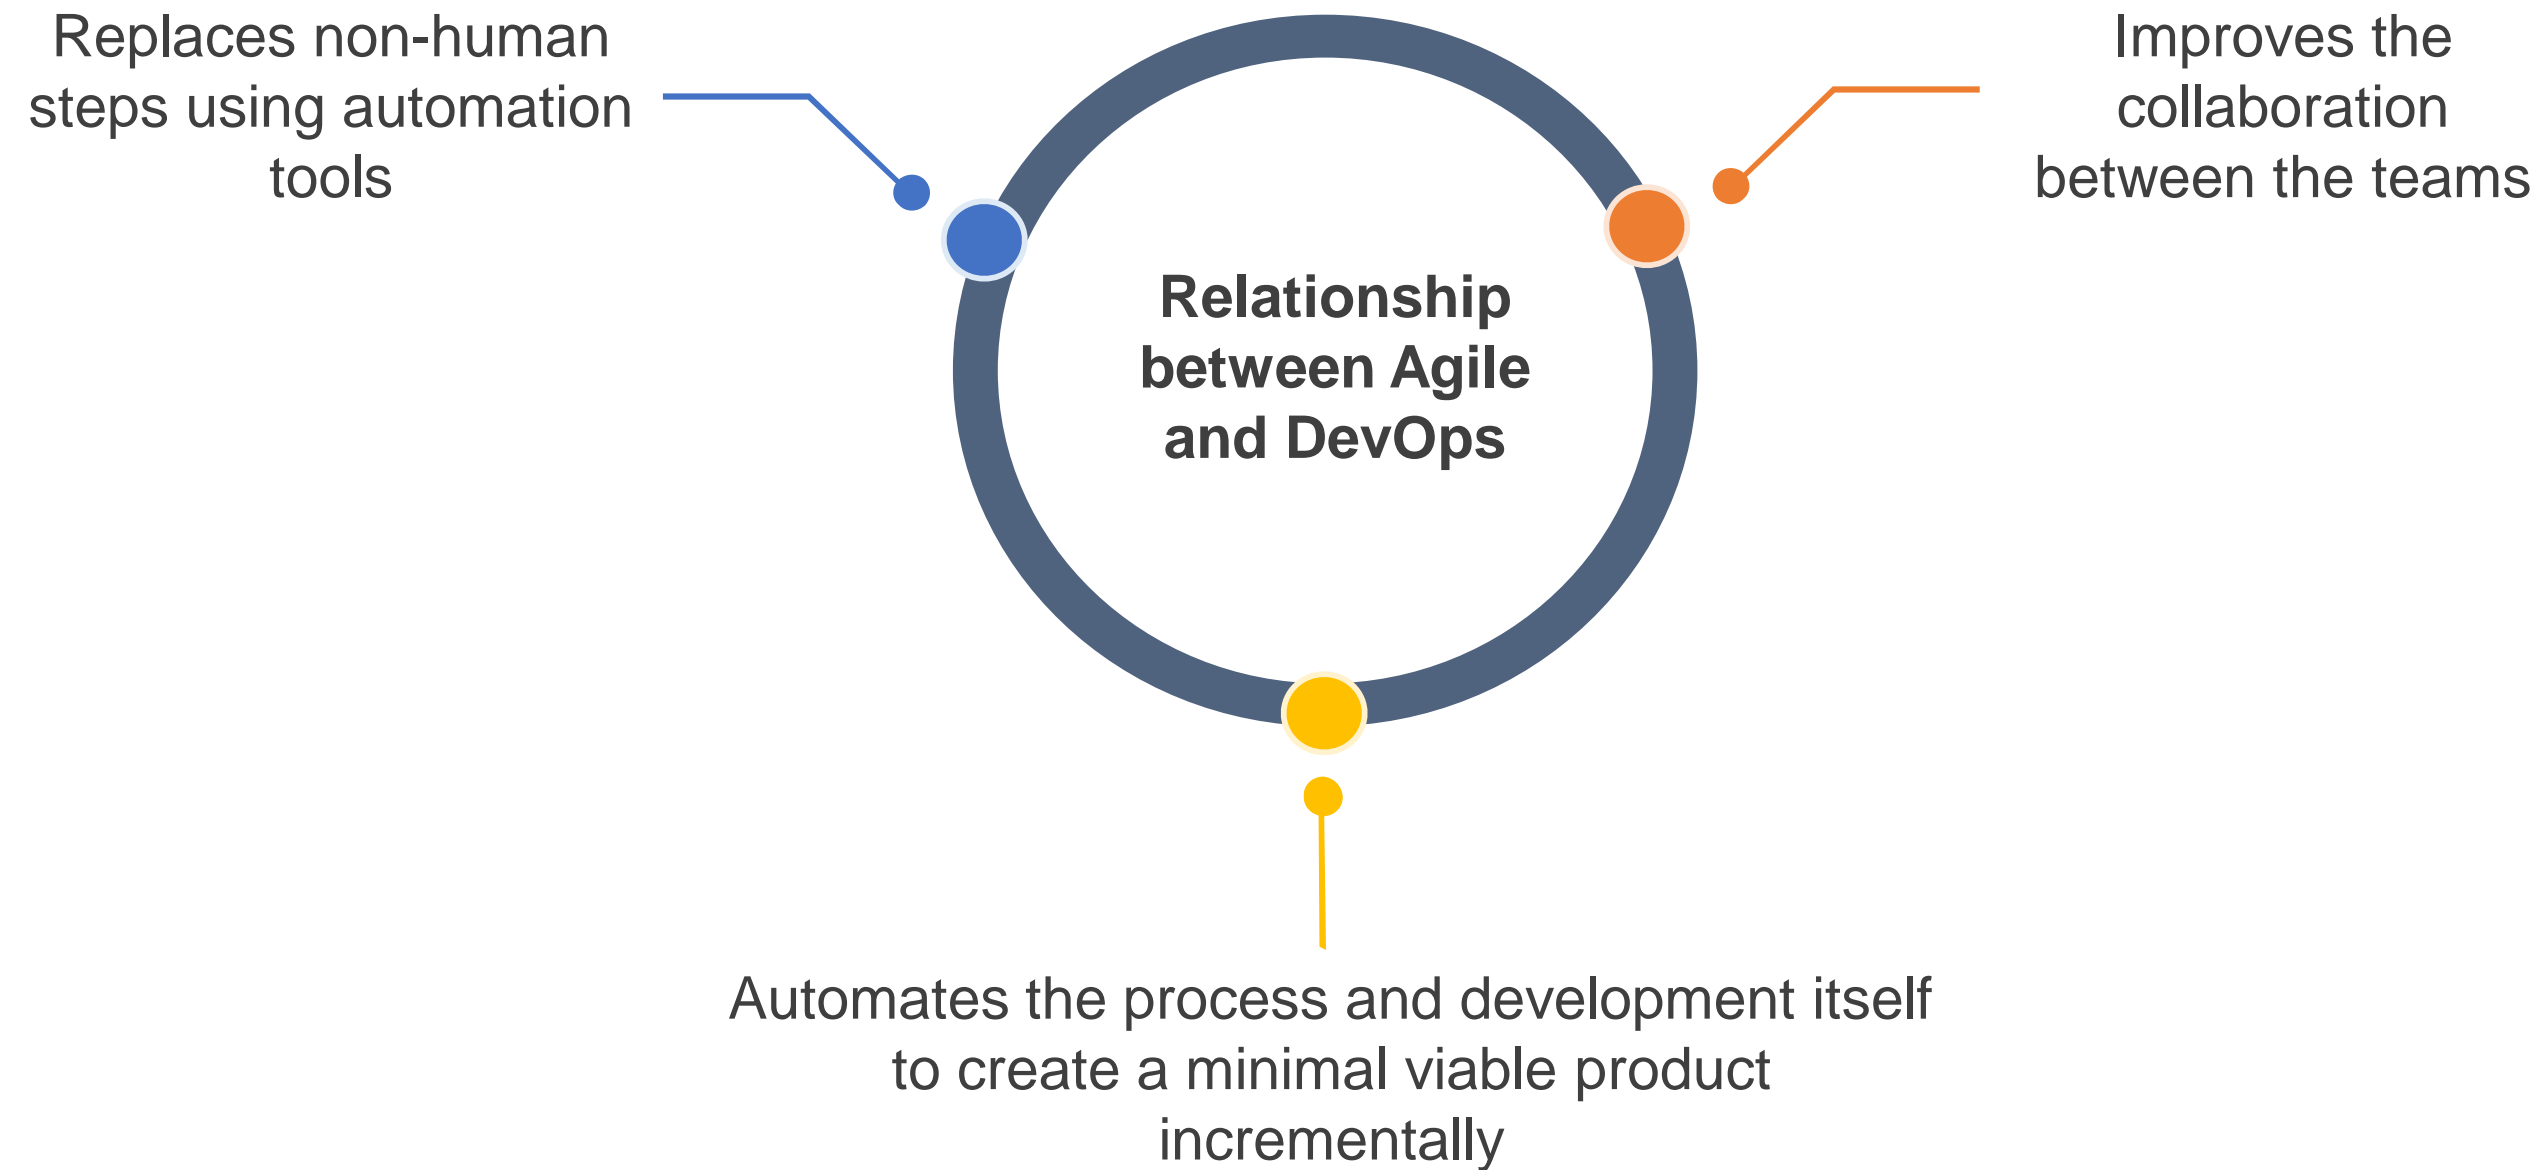 Replaces non-human
steps using automation
tools
Improves the
collaboration
between the teams
Relationship
between Agile
and DevOps
Automates the process and development itself
to create a minimal viable product
incrementally